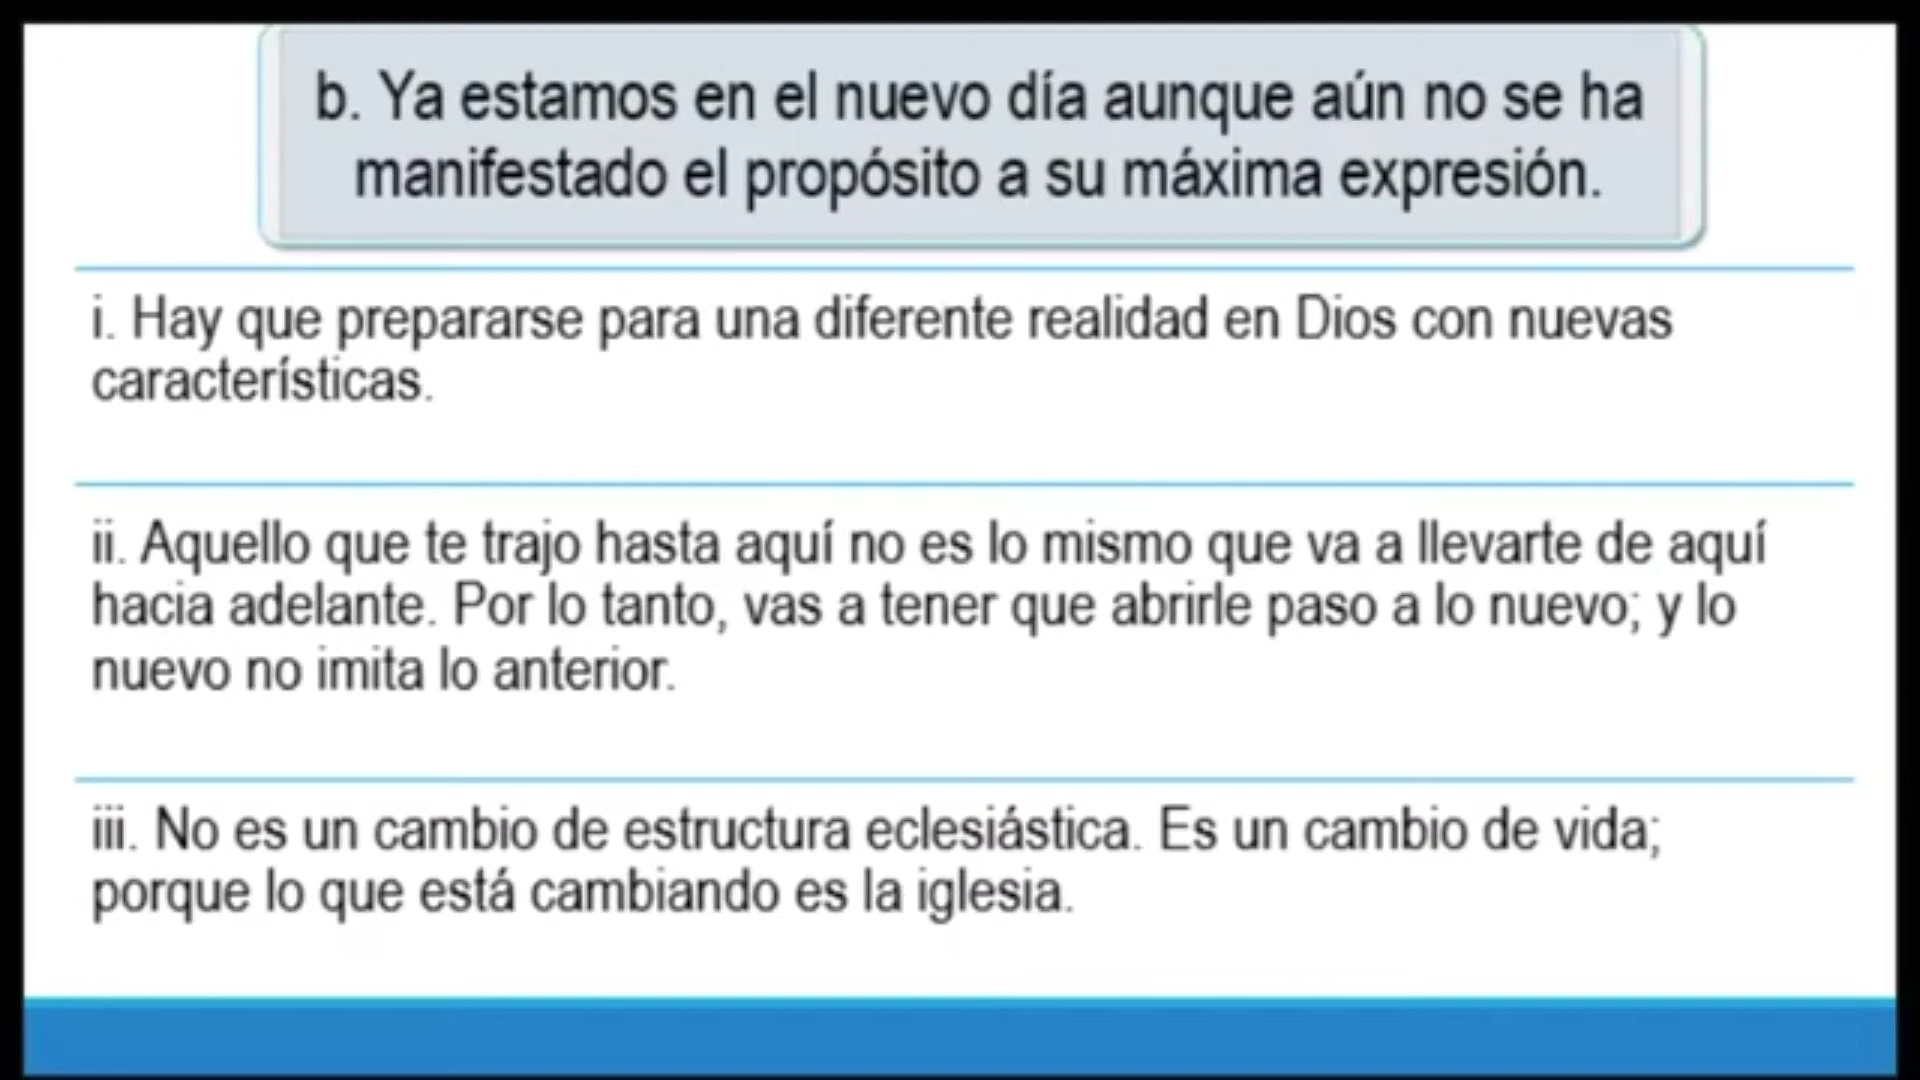 b. Ya estamos en el nuevo día aunque aún no se ha
manifestado el propósito a su máxima expresión.
i. Hay que prepararse para una diferente realidad en Dios con nuevas
características.
ii. Aquello que te trajo hasta aquí no es lo mismo que va a llevarte de aquí
hacia adelante. Por lo tanto, vas a tener que abrirle paso a lo nuevo; y lo
nuevo no imita lo anterior.
iii. No es un cambio de estructura eclesiástica. Es un cambio de vida;
porque lo que está cambiando es la iglesia.